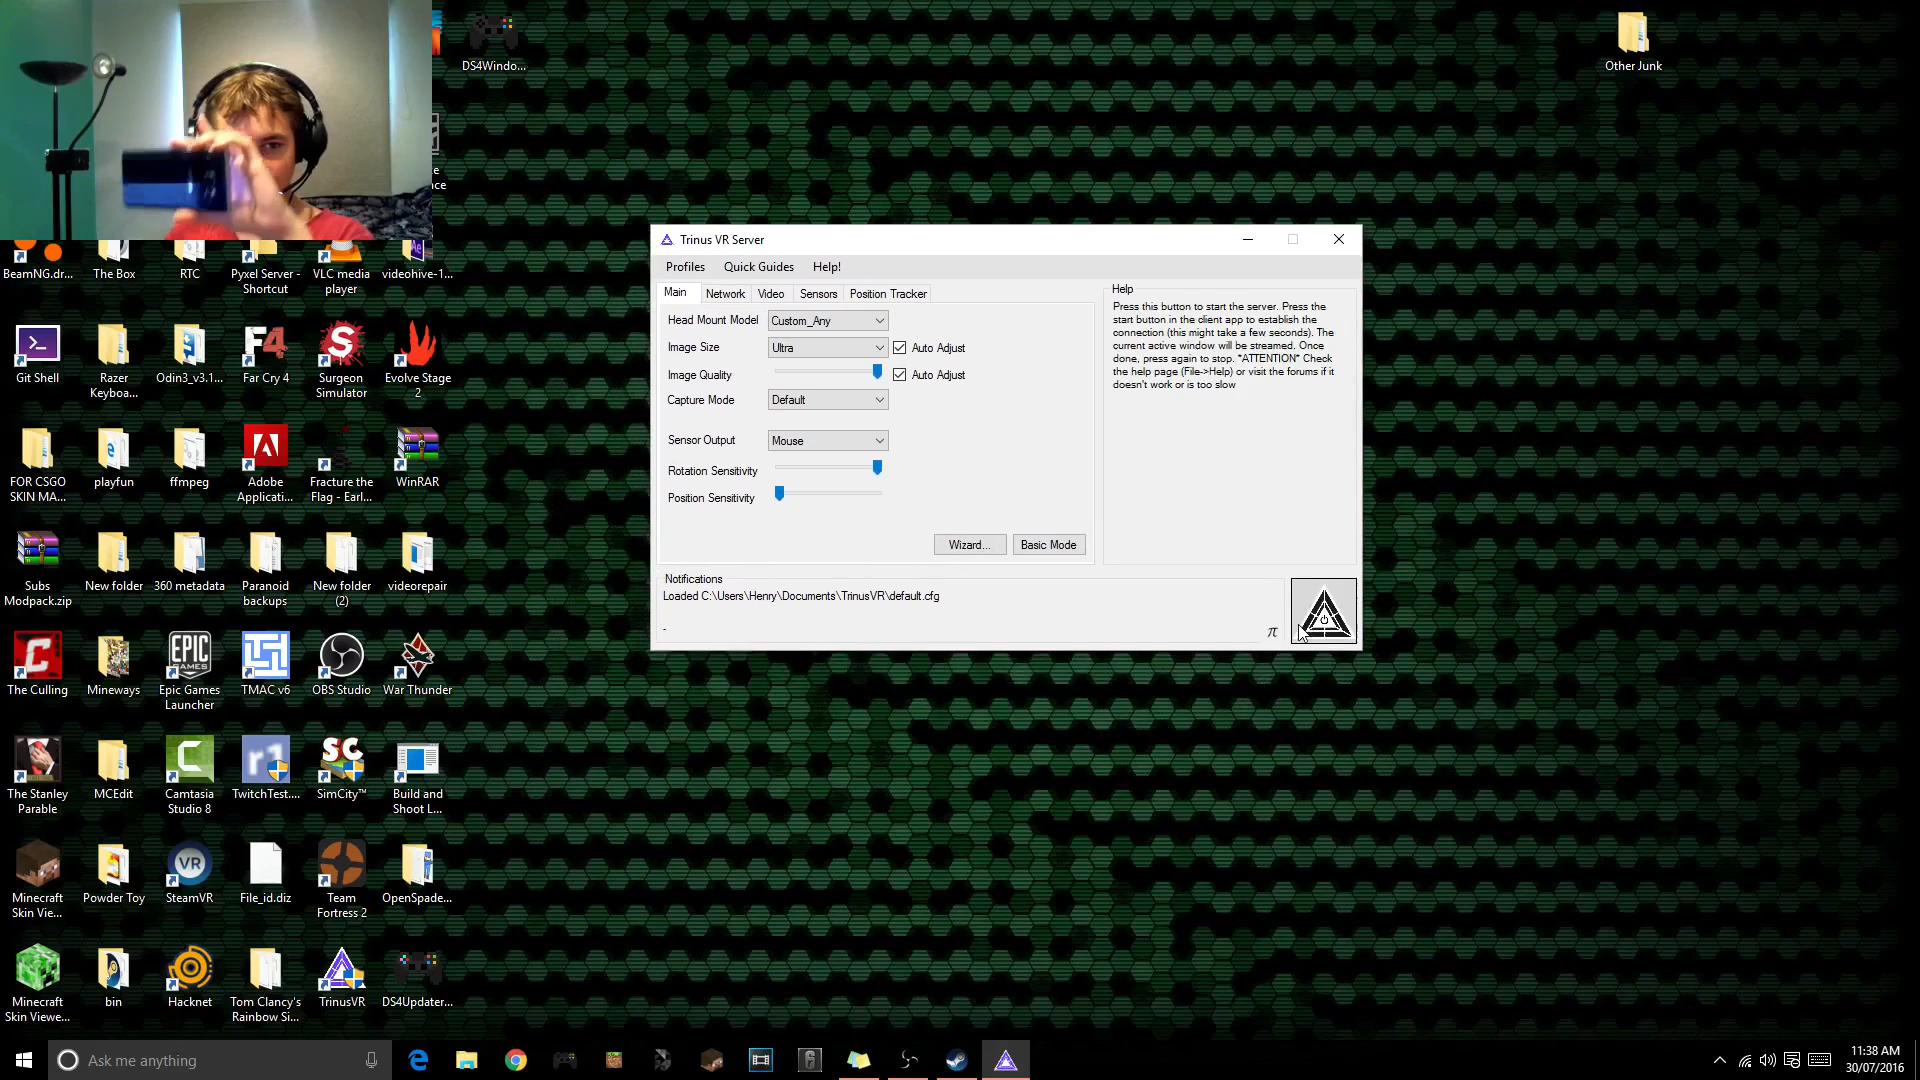 DS4Windo...
Other Junk
nce
BeamNG.dr...
The Box
RTC
Pyxel Server -
Shortcut
VLC media
player
videohive-1...
Git Shell
Razer
Keyboa...
Odin3_v3.1...
Far Cry 4
Surgeon
Simulator
Evolve Stage
2
FOR CSGO
SKIN MA...
playfun
ffmpeg
Adobe
Applicati...
Fracture the
Flag - Earl...
WinRAR
Subs
Modpack.zip
New folder
360 metadata
Paranoid
backups
New folder
(2)
videorepair
The Culling
Mineways
Epic Games
Launcher
TMAC v6
OBS Studio
War Thunder
The Stanley
Parable
MCEdit
Camtasia
Studio 8
TwitchTest....
SimCity™
Build and
Shoot L...
Minecraft
Skin Vie...
Powder Toy
SteamVR
File_id.diz
Team
Fortress 2
OpenSpade...
Minecraft
Skin Viewe...
bin
Hacknet
Tom Clancy's
Rainbow Si...
TrinusVR
DS4Updater...
Trinus VR Server
Profiles Quick Guides Help!
Main Network Video Sensors Position Tracker
Head Mount Model Custom_Any
Image Size Ultra Auto Adjust
Image Quality Auto Adjust
Capture Mode Default
Sensor Output Mouse
Rotation Sensitivity
Position Sensitivity
Wizard... Basic Mode
Help
Press this button to start the server. Press the
start button in the client app to establish the
connection (this might take a few seconds). The
current active window will be streamed. Once
done, press again to stop. *ATTENTION* Check
the help page (File->Help) or visit the forums if it
doesn't work or is too slow
Notifications
Loaded C:\Users\Henry\Documents\TrinusVR\default.cfg
-
π
Ask me anything
11:38 AM
30/07/2016